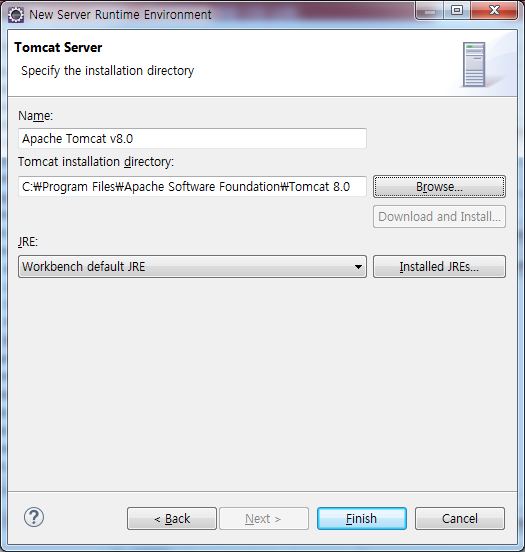 New Server Runtime Environment
Tomcat Server
Specify the installation directory
Name:
Apache Tomcat v8.0
Tomcat installation directory:
C:₩Program Files₩Apache Software Foundation₩Tomcat 8.0
Browse...
Download and Install...
JRE:
Workbench default JRE
Installed JREs...
?
< Back
Next >
Finish
Cancel